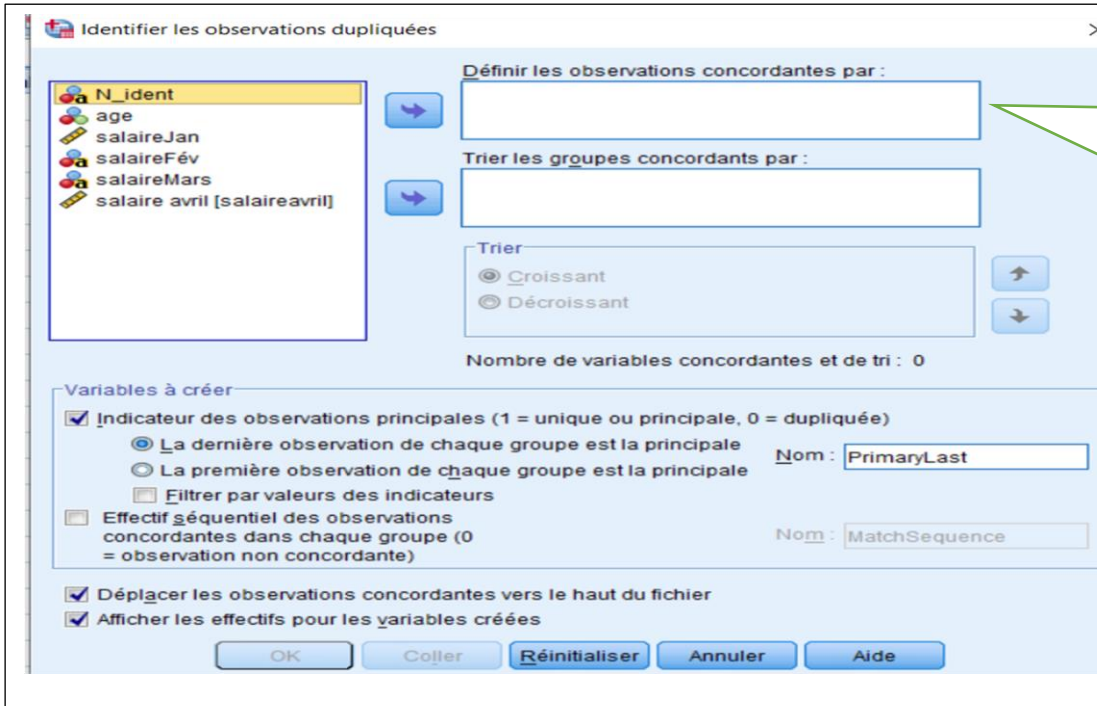 Identifier les observations dupliquées
N_ident
age
salaireJan
salaireFév
salaireMars
salaire avril [salaireavril]
Définir les observations concordantes par :
Trier les groupes concordants par :
Trier
Croissant
Décroissant
Nombre de variables concordantes et de tri : 0
Variables à créer
Indicateur des observations principales (1 = unique ou principale, 0 = dupliquée)
La dernière observation de chaque groupe est la principale
La première observation de chaque groupe est la principale
Nom : PrimaryLast
Filtrer par valeurs des indicateurs
Effectif séquentiel des observations
concordantes dans chaque groupe (0
= observation non concordante)
Nom : MatchSequence
Déplacer les observations concordantes vers le haut du fichier
Afficher les effectifs pour les variables créées
OK Coller Réinitialiser Annuler Aide